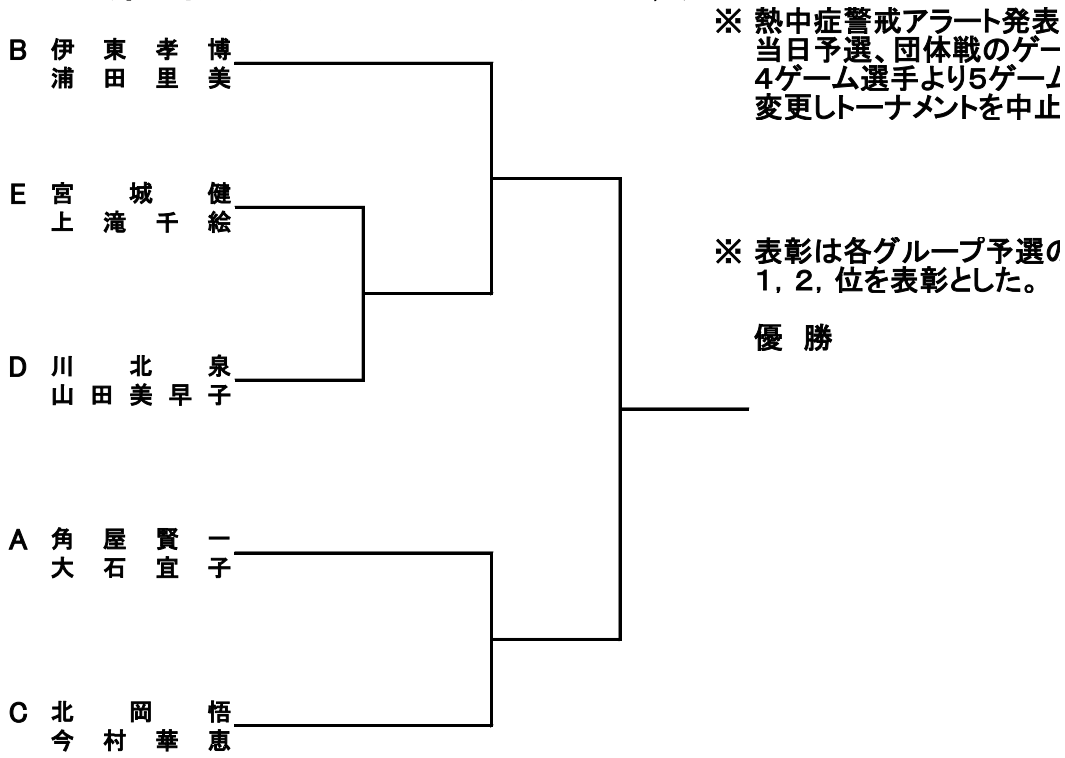 B 伊東孝博
浦田里美
E 宮城健
上滝千絵
D 川北泉
山田美早子
A 角屋賢一
大石宜子
C 北岡悟
今村華恵
※ 熱中症警戒アラート発表
当日予選、団体戦のゲー
4ゲーム選手より5ゲーム
変更しトーナメントを中止
※ 表彰は各グループ予選の
1，2，位を表彰とした。
優 勝